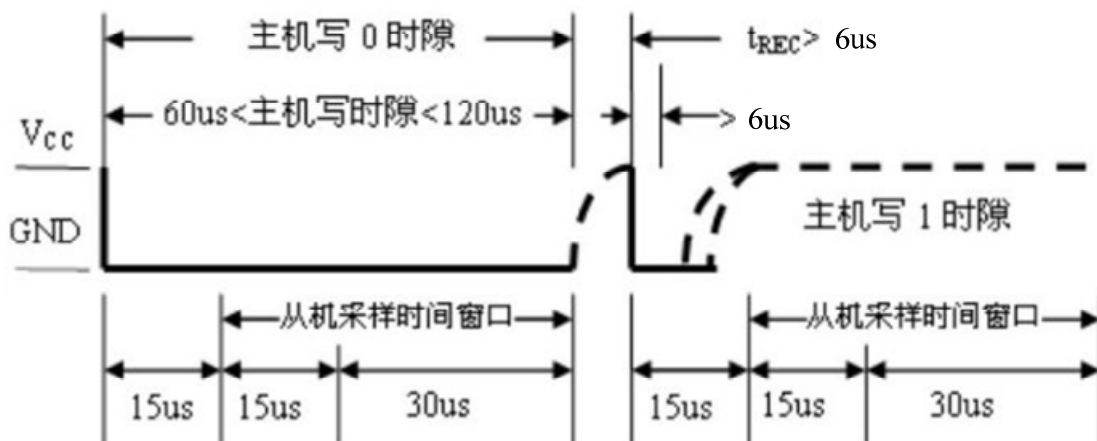 主机写 0 时隙
tREC> 6us
60us<主机写时隙<120us
> 6us
VCC
GND
主机写 1 时隙
从机采样时间窗口
从机采样时间窗口
15us
15us
30us
15us
15us
30us